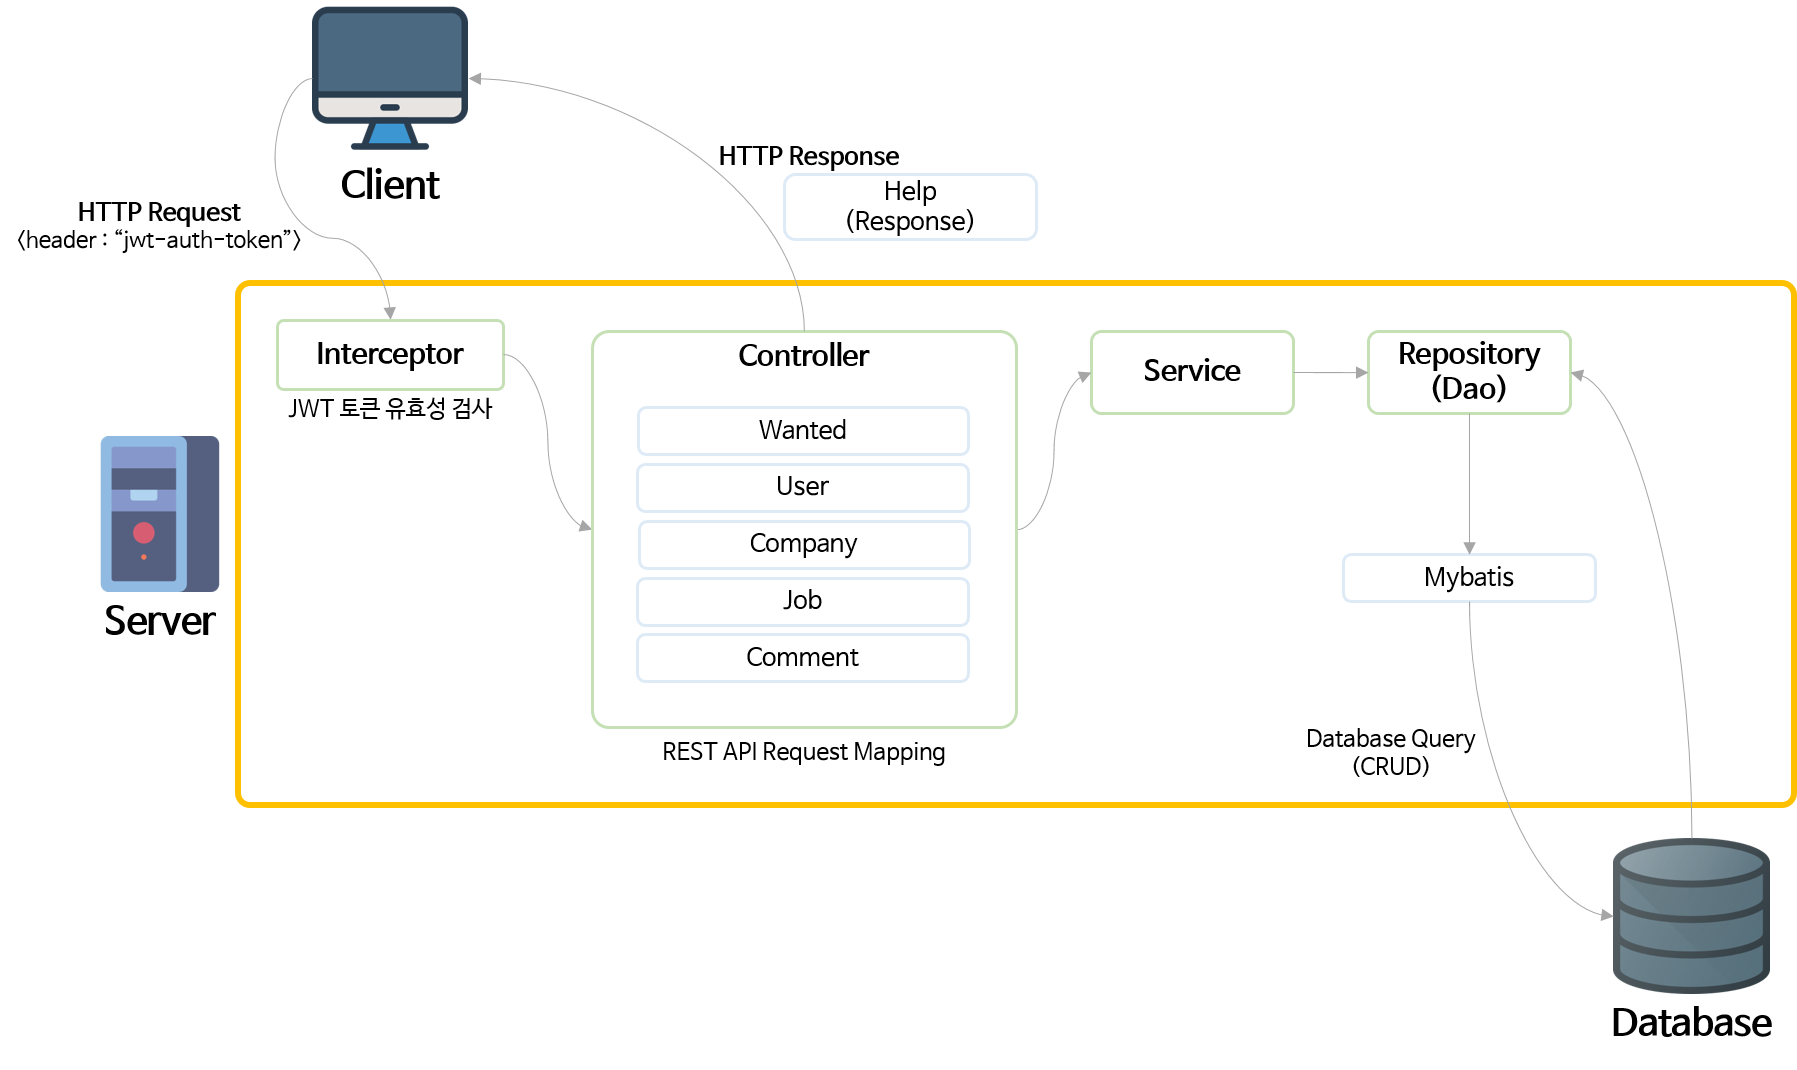 Client
HTTP Request
<header : “jwt-auth-token”>
HTTP Response
Help
(Response)
Interceptor
JWT 토큰 유효성 검사
Controller
Wanted
User
Company
Job
Comment
REST API Request Mapping
Service
Repository
(Dao)
Mybatis
Database Query
(CRUD)
Server
Database